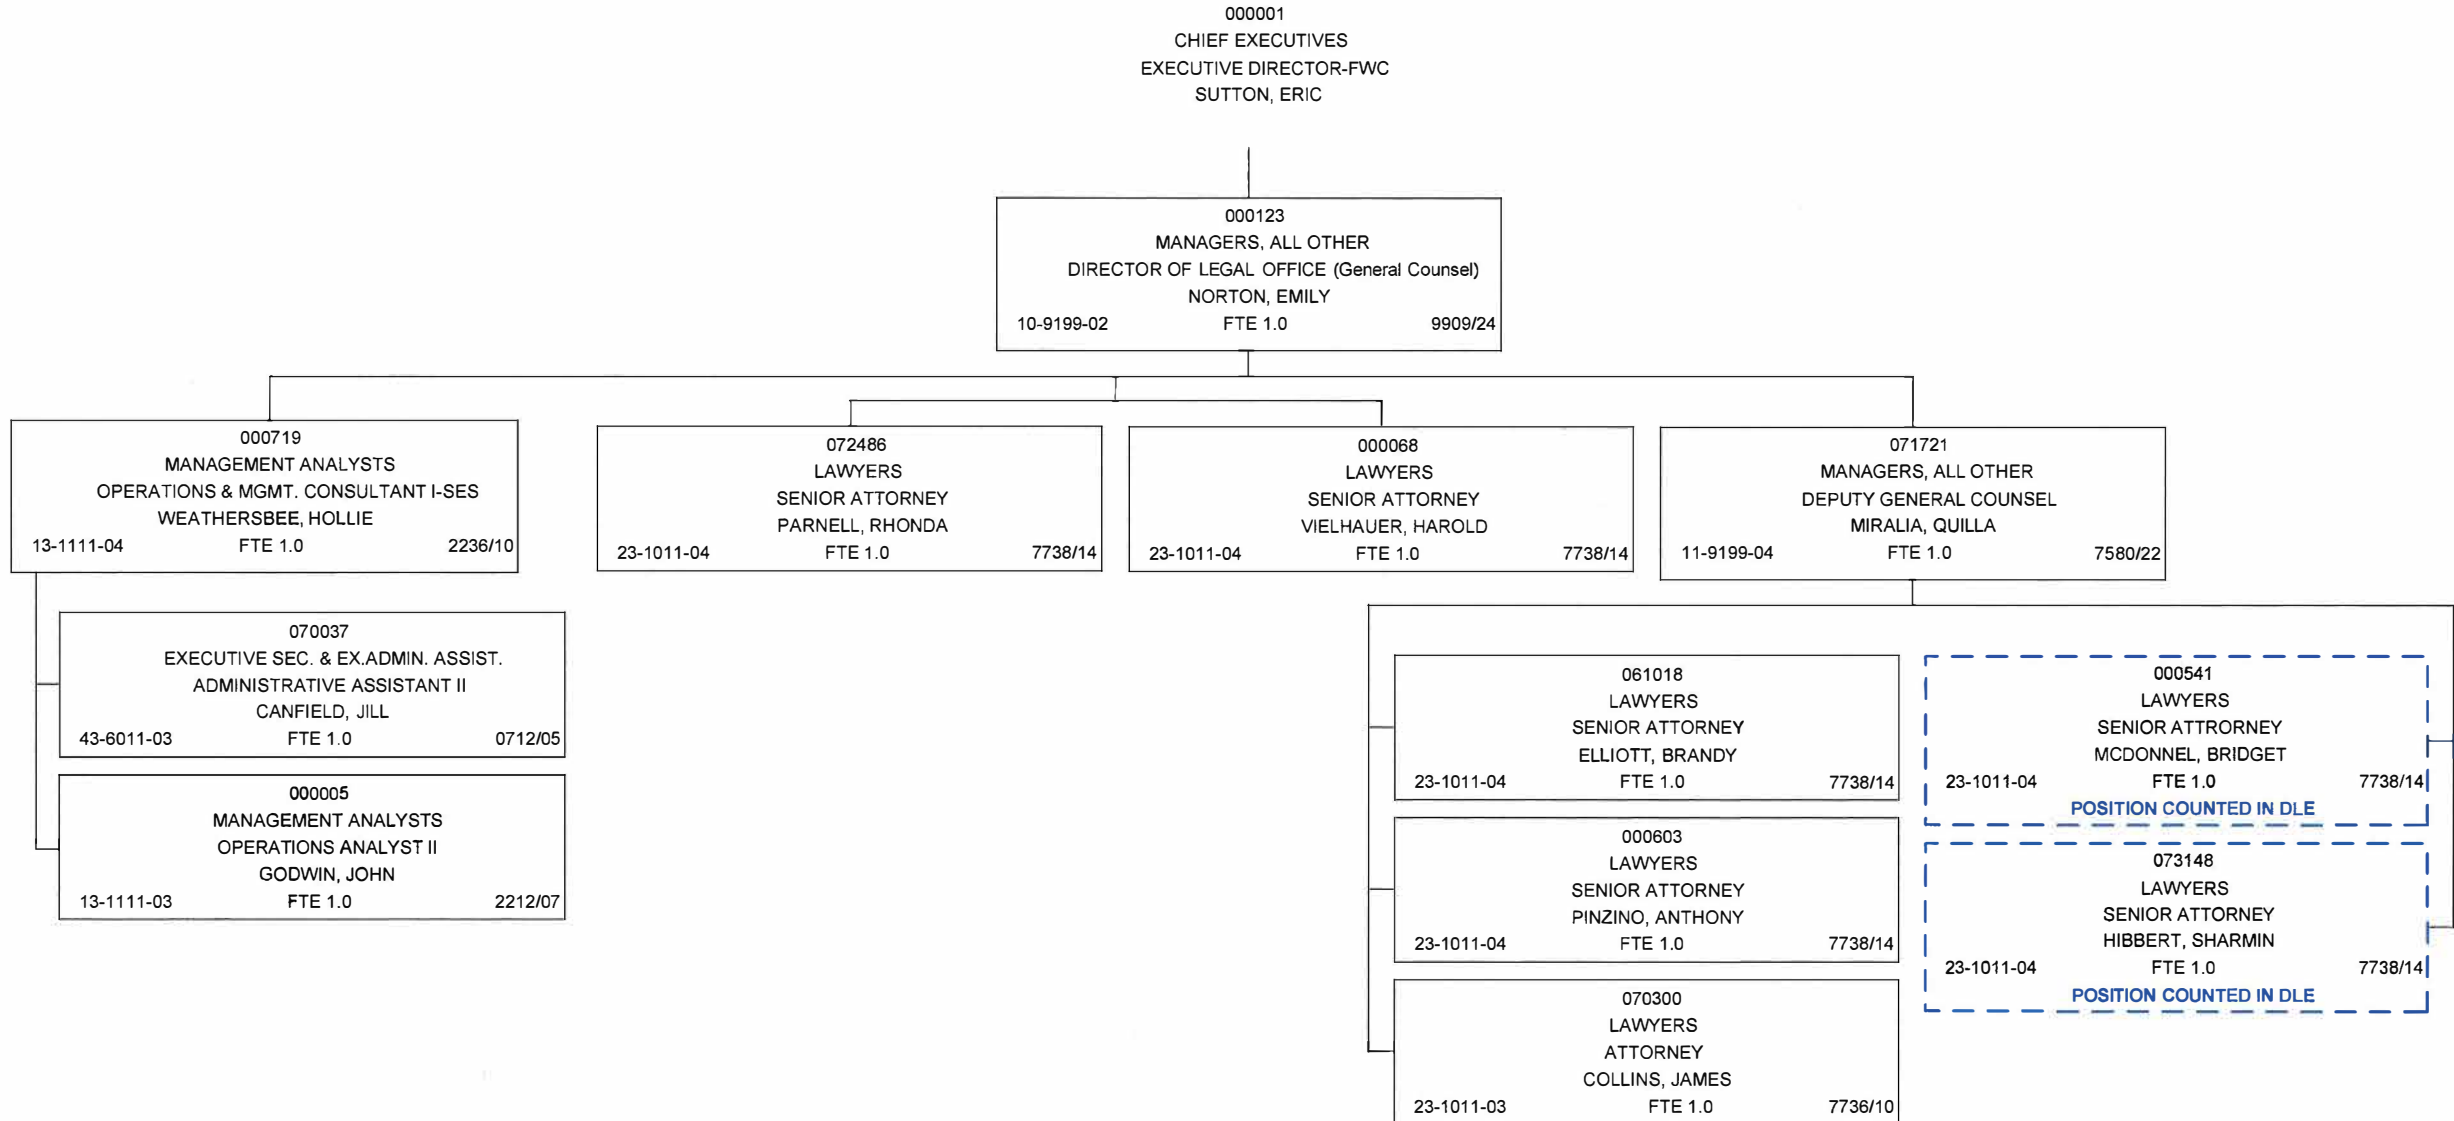 000001
CHIEF EXECUTIVES
EXECUTIVE DIRECTOR-FWC
SUTTON, ERIC
000123
MANAGERS, ALL OTHER
DIRECTOR OF LEGAL OFFICE (General Counsel)
NORTON, EMILY
10-9199-02 FTE 1.0 9909/24
000719
MANAGEMENT ANALYSTS
OPERATIONS & MGMT. CONSULTANT I-SES
WEATHERSBEE, HOLLIE
13-1111-04 FTE 1.0 2236/10
072486
LAWYERS
SENIOR ATTORNEY
PARNELL, RHONDA
23-1011-04 FTE 1.0 7738/14
000068
LAWYERS
SENIOR ATTORNEY
VIELHAUER, HAROLD
23-1011-04 FTE 1.0 7738/14
071721
MANAGERS, ALL OTHER
DEPUTY GENERAL COUNSEL
MIRALIA, QUILLA
11-9199-04 FTE 1.0 7580/22
070037
EXECUTIVE SEC. & EX.ADMIN. ASSIST.
ADMINISTRATIVE ASSISTANT II
CANFIELD, JILL
43-6011-03 FTE 1.0 0712/05
000005
MANAGEMENT ANALYSTS
OPERATIONS ANALYST II
GODWIN, JOHN
13-1111-03 FTE 1.0 2212/07
061018
LAWYERS
SENIOR ATTORNEY
ELLIOTT, BRANDY
23-1011-04 FTE 1.0 7738/14
000603
LAWYERS
SENIOR ATTORNEY
PINZINO, ANTHONY
23-1011-04 FTE 1.0 7738/14
070300
LAWYERS
ATTORNEY
COLLINS, JAMES
23-1011-03 FTE 1.0 7736/10
000541
LAWYERS
SENIOR ATTRORNEY
MCDONNEL, BRIDGET
23-1011-04 FTE 1.0 7738/14
POSITION COUNTED IN DLE
073148
LAWYERS
SENIOR ATTORNEY
HIBBERT, SHARMIN
23-1011-04 FTE 1.0 7738/14
POSITION COUNTED IN DLE